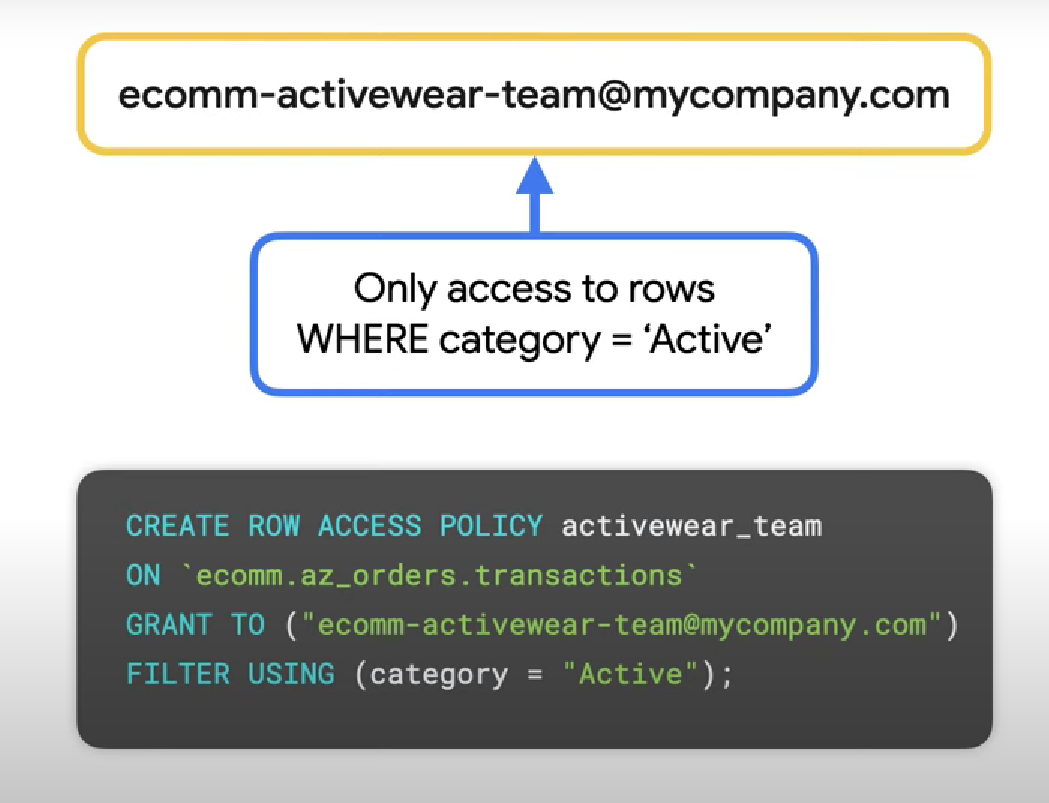 ecomm-activewear-team@mycompany.com
Only access to rows
WHERE category = ‘Active’
CREATE ROW ACCESS POLICY activewear_team
ON `ecomm.az_orders.transactions`
GRANT TO ("ecomm-activewear-team@mycompany.com")
FILTER USING (category = "Active");